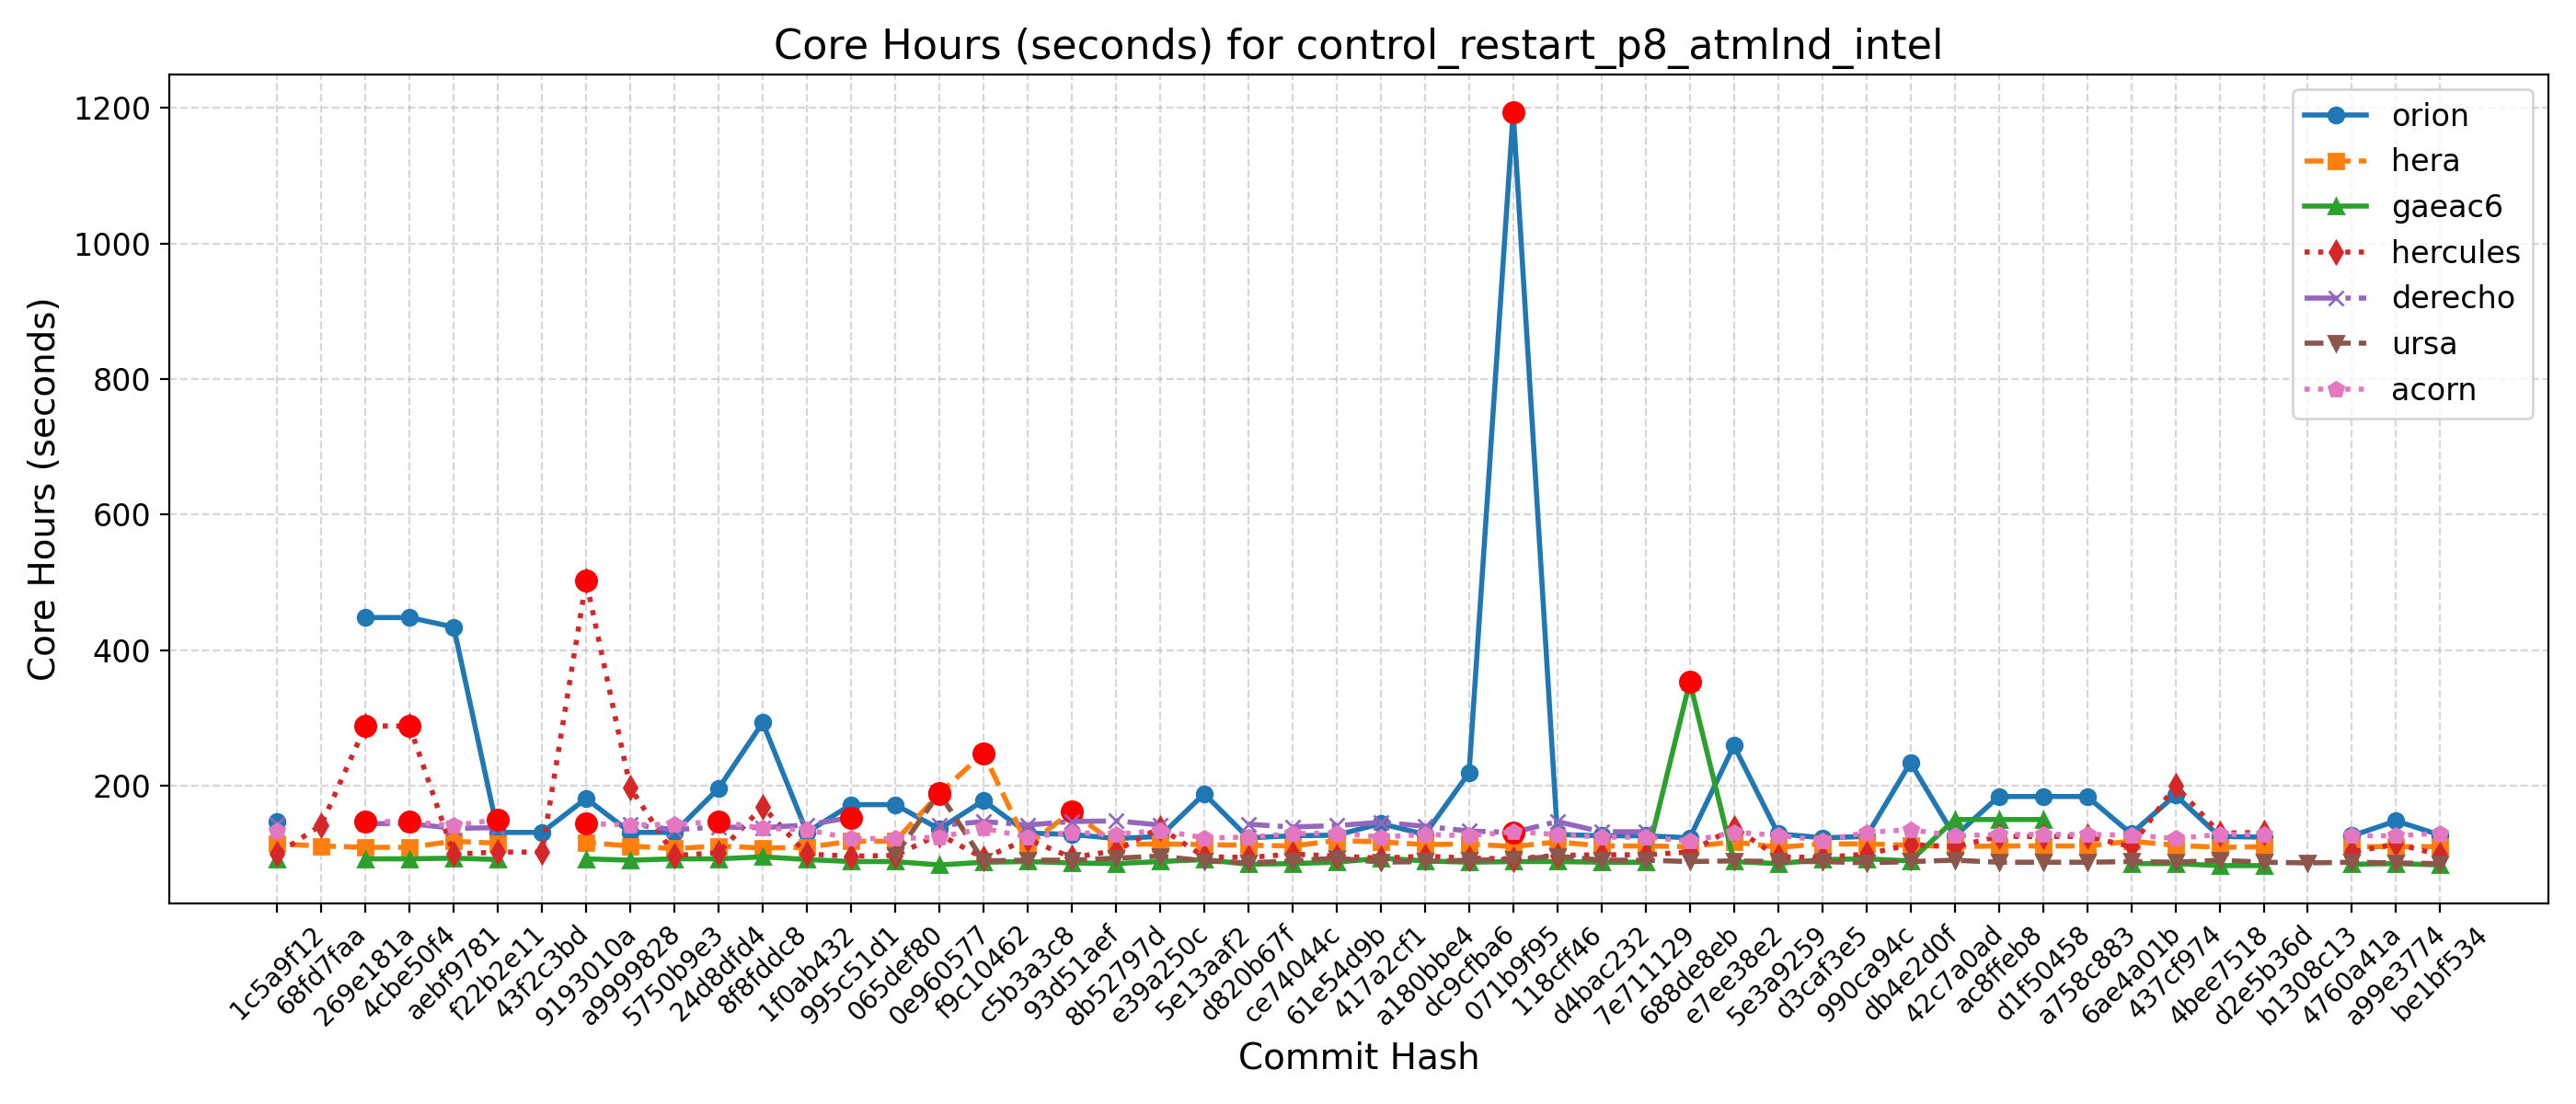 Core Hours (seconds) for control_restart_p8_atmlnd_intel
Core Hours (seconds)
1200
1000
800
600
400
200
orion
hera
gaeac6
hercules
derecho
ursa
acorn
1c5a9f12
68fd7faa
269e181a
4cbe50f4
aebf9781
f22b2e11
43f2c3bd
9193010a
a9999828
5750b9e3
24d8dfd4
8f8fddc8
1f0ab432
995c51d1
065def80
0e960577
f9c10462
c5b3a3c8
93d51aef
8b52797d
e39a250c
5e13aaf2
d820b67f
ce74044c
61e54d9b
417a2cf1
a180bbe4
dc9cfba6
071b9f95
118cff46
d4bac232
7e711129
688de8eb
e7ee38e2
5e3a9259
d3caf3e5
990ca94c
db4e2d0f
42c7a0ad
ac8ffeb8
d1f50458
a758c883
6ae4a01b
437cf974
4bee7518
d2e5b36d
b1308c13
4760a41a
a99e3774
be1bf534
Commit Hash